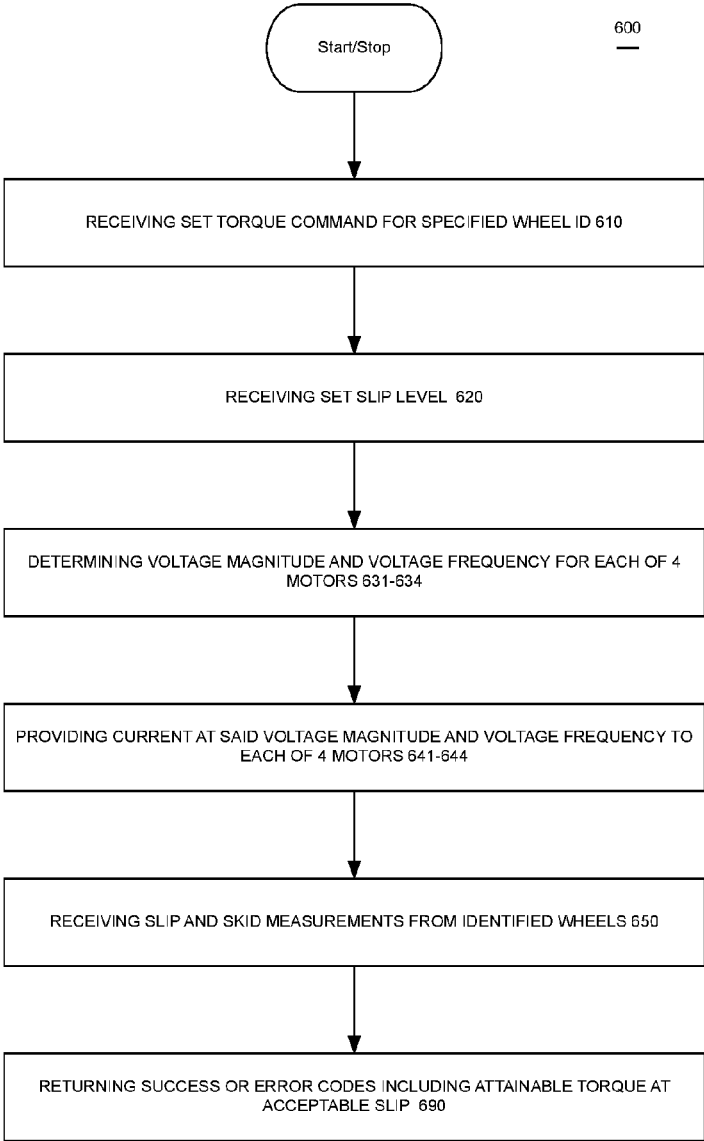 600
Start/Stop
RECEIVING SET TORQUE COMMAND FOR SPECIFIED WHEEL ID 610
RECEIVING SET SLIP LEVEL 620
DETERMINING VOLTAGE MAGNITUDE AND VOLTAGE FREQUENCY FOR EACH OF 4
MOTORS 631-634
PROVIDING CURRENT AT SAID VOLTAGE MAGNITUDE AND VOLTAGE FREQUENCY TO
EACH OF 4 MOTORS 641-644
RECEIVING SLIP AND SKID MEASUREMENTS FROM IDENTIFIED WHEELS 650
RETURNING SUCCESS OR ERROR CODES INCLUDING ATTAINABLE TORQUE AT
ACCEPTABLE SLIP 690